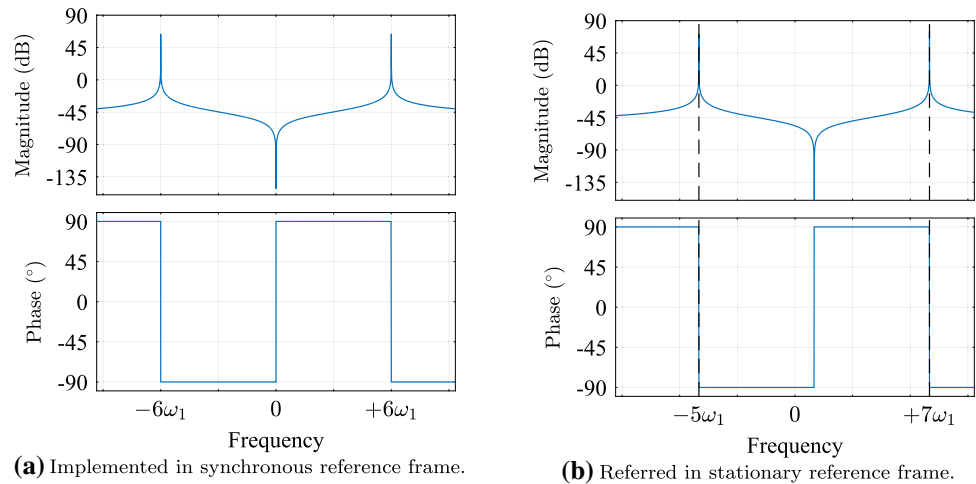 90
45
0
-45
-90
-135
Magnitude (dB)
90
45
0
-45
-90
Phase (°)
−6ω₁ 0 +6ω₁
Frequency
(a) Implemented in synchronous reference frame.
90
45
0
-45
-90
-135
Magnitude (dB)
90
45
0
-45
-90
Phase (°)
−5ω₁ 0 +7ω₁
Frequency
(b) Referred in stationary reference frame.